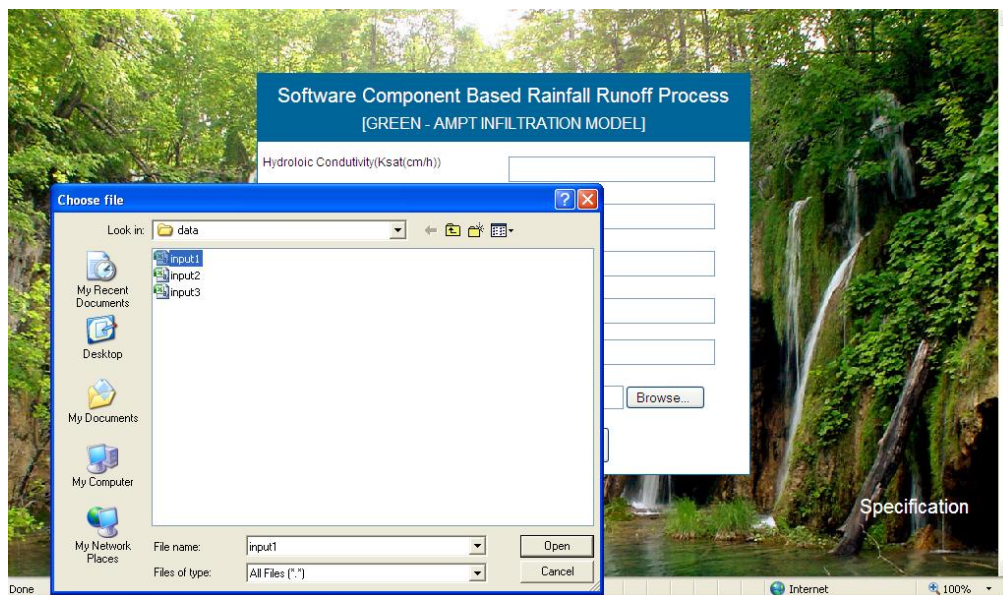 Software Component Based Rainfall Runoff Process
[GREEN - AMPT INFILTRATION MODEL]
Hydroloic Condutivity(Ksat(cm/h))
Choose file
Look in:
data
input1
input2
input3
My Recent
Documents
Desktop
My Documents
My Computer
My Network
Places
File name:
input1
Open
Files of type:
All Files (*.*)
Cancel
Browse...
Specification
Done
Internet
100%